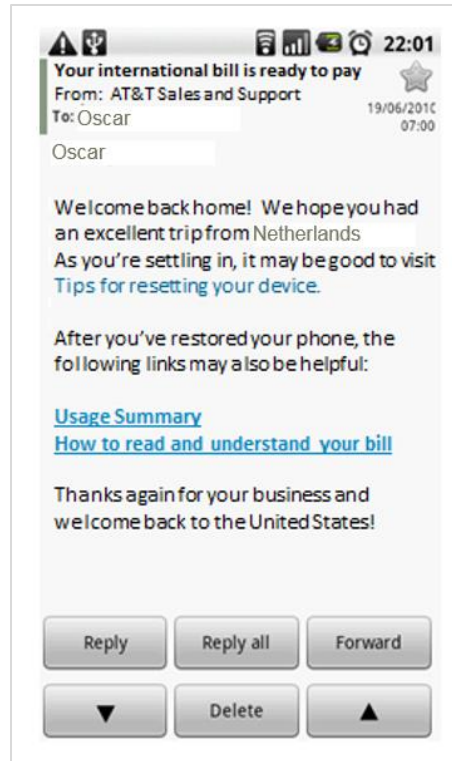 22:01
Your international bill is ready to pay
From: AT&T Sales and Support
19/06/2010
To: Oscar
07:00
Oscar
Welcome back home! We hope you had
an excellent trip from Netherlands
As you're settling in, it may be good to visit
Tips for resetting your device.
After you've restored your phone, the
following links may also be helpful:
Usage Summary
How to read and understand your bill
Thanks again for your business and
welcome back to the United States!
Reply Reply all Forward
Delete